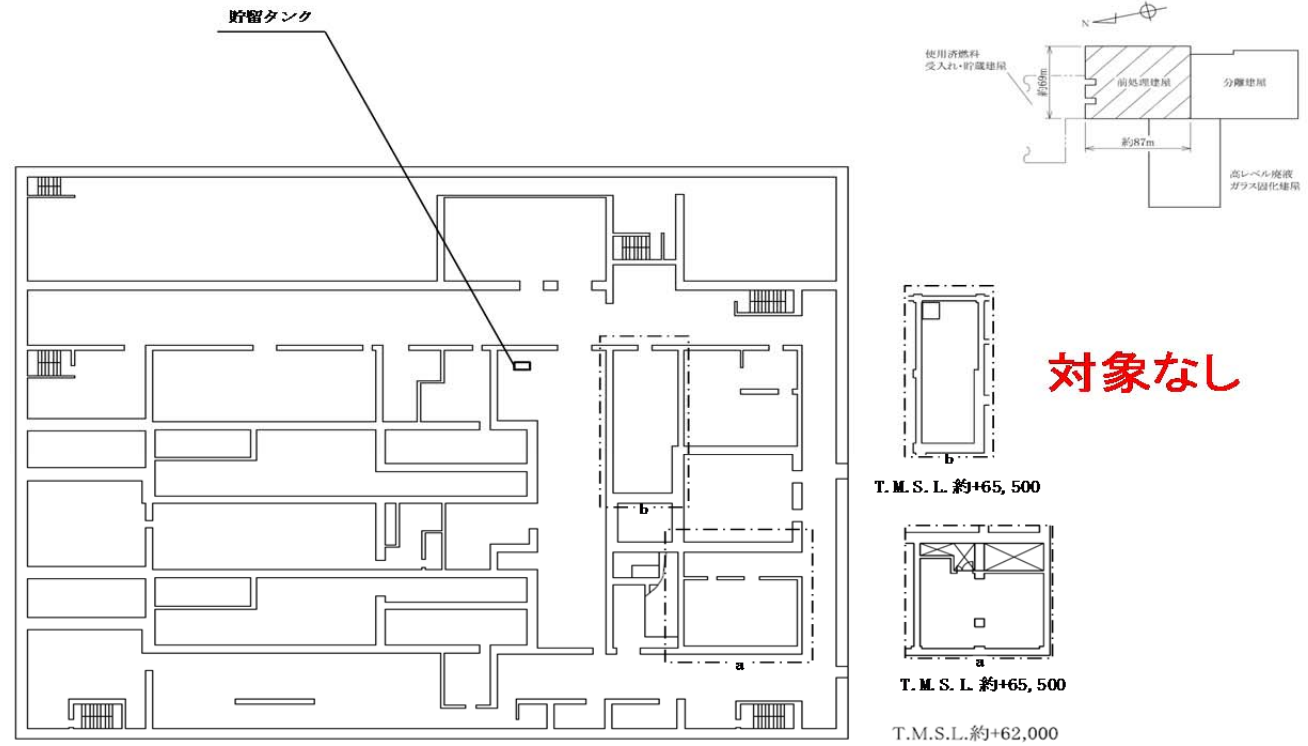 貯留タンク
N
使用済燃料
受入れ・貯蔵建屋
約69m
前処理建屋
分離建屋
約87m
高レベル廃液
ガラス固化建屋
対象なし
b
T.M.S.L.約+65,500
b
a
a
T.M.S.L.約+65,500
T.M.S.L.約+62,000